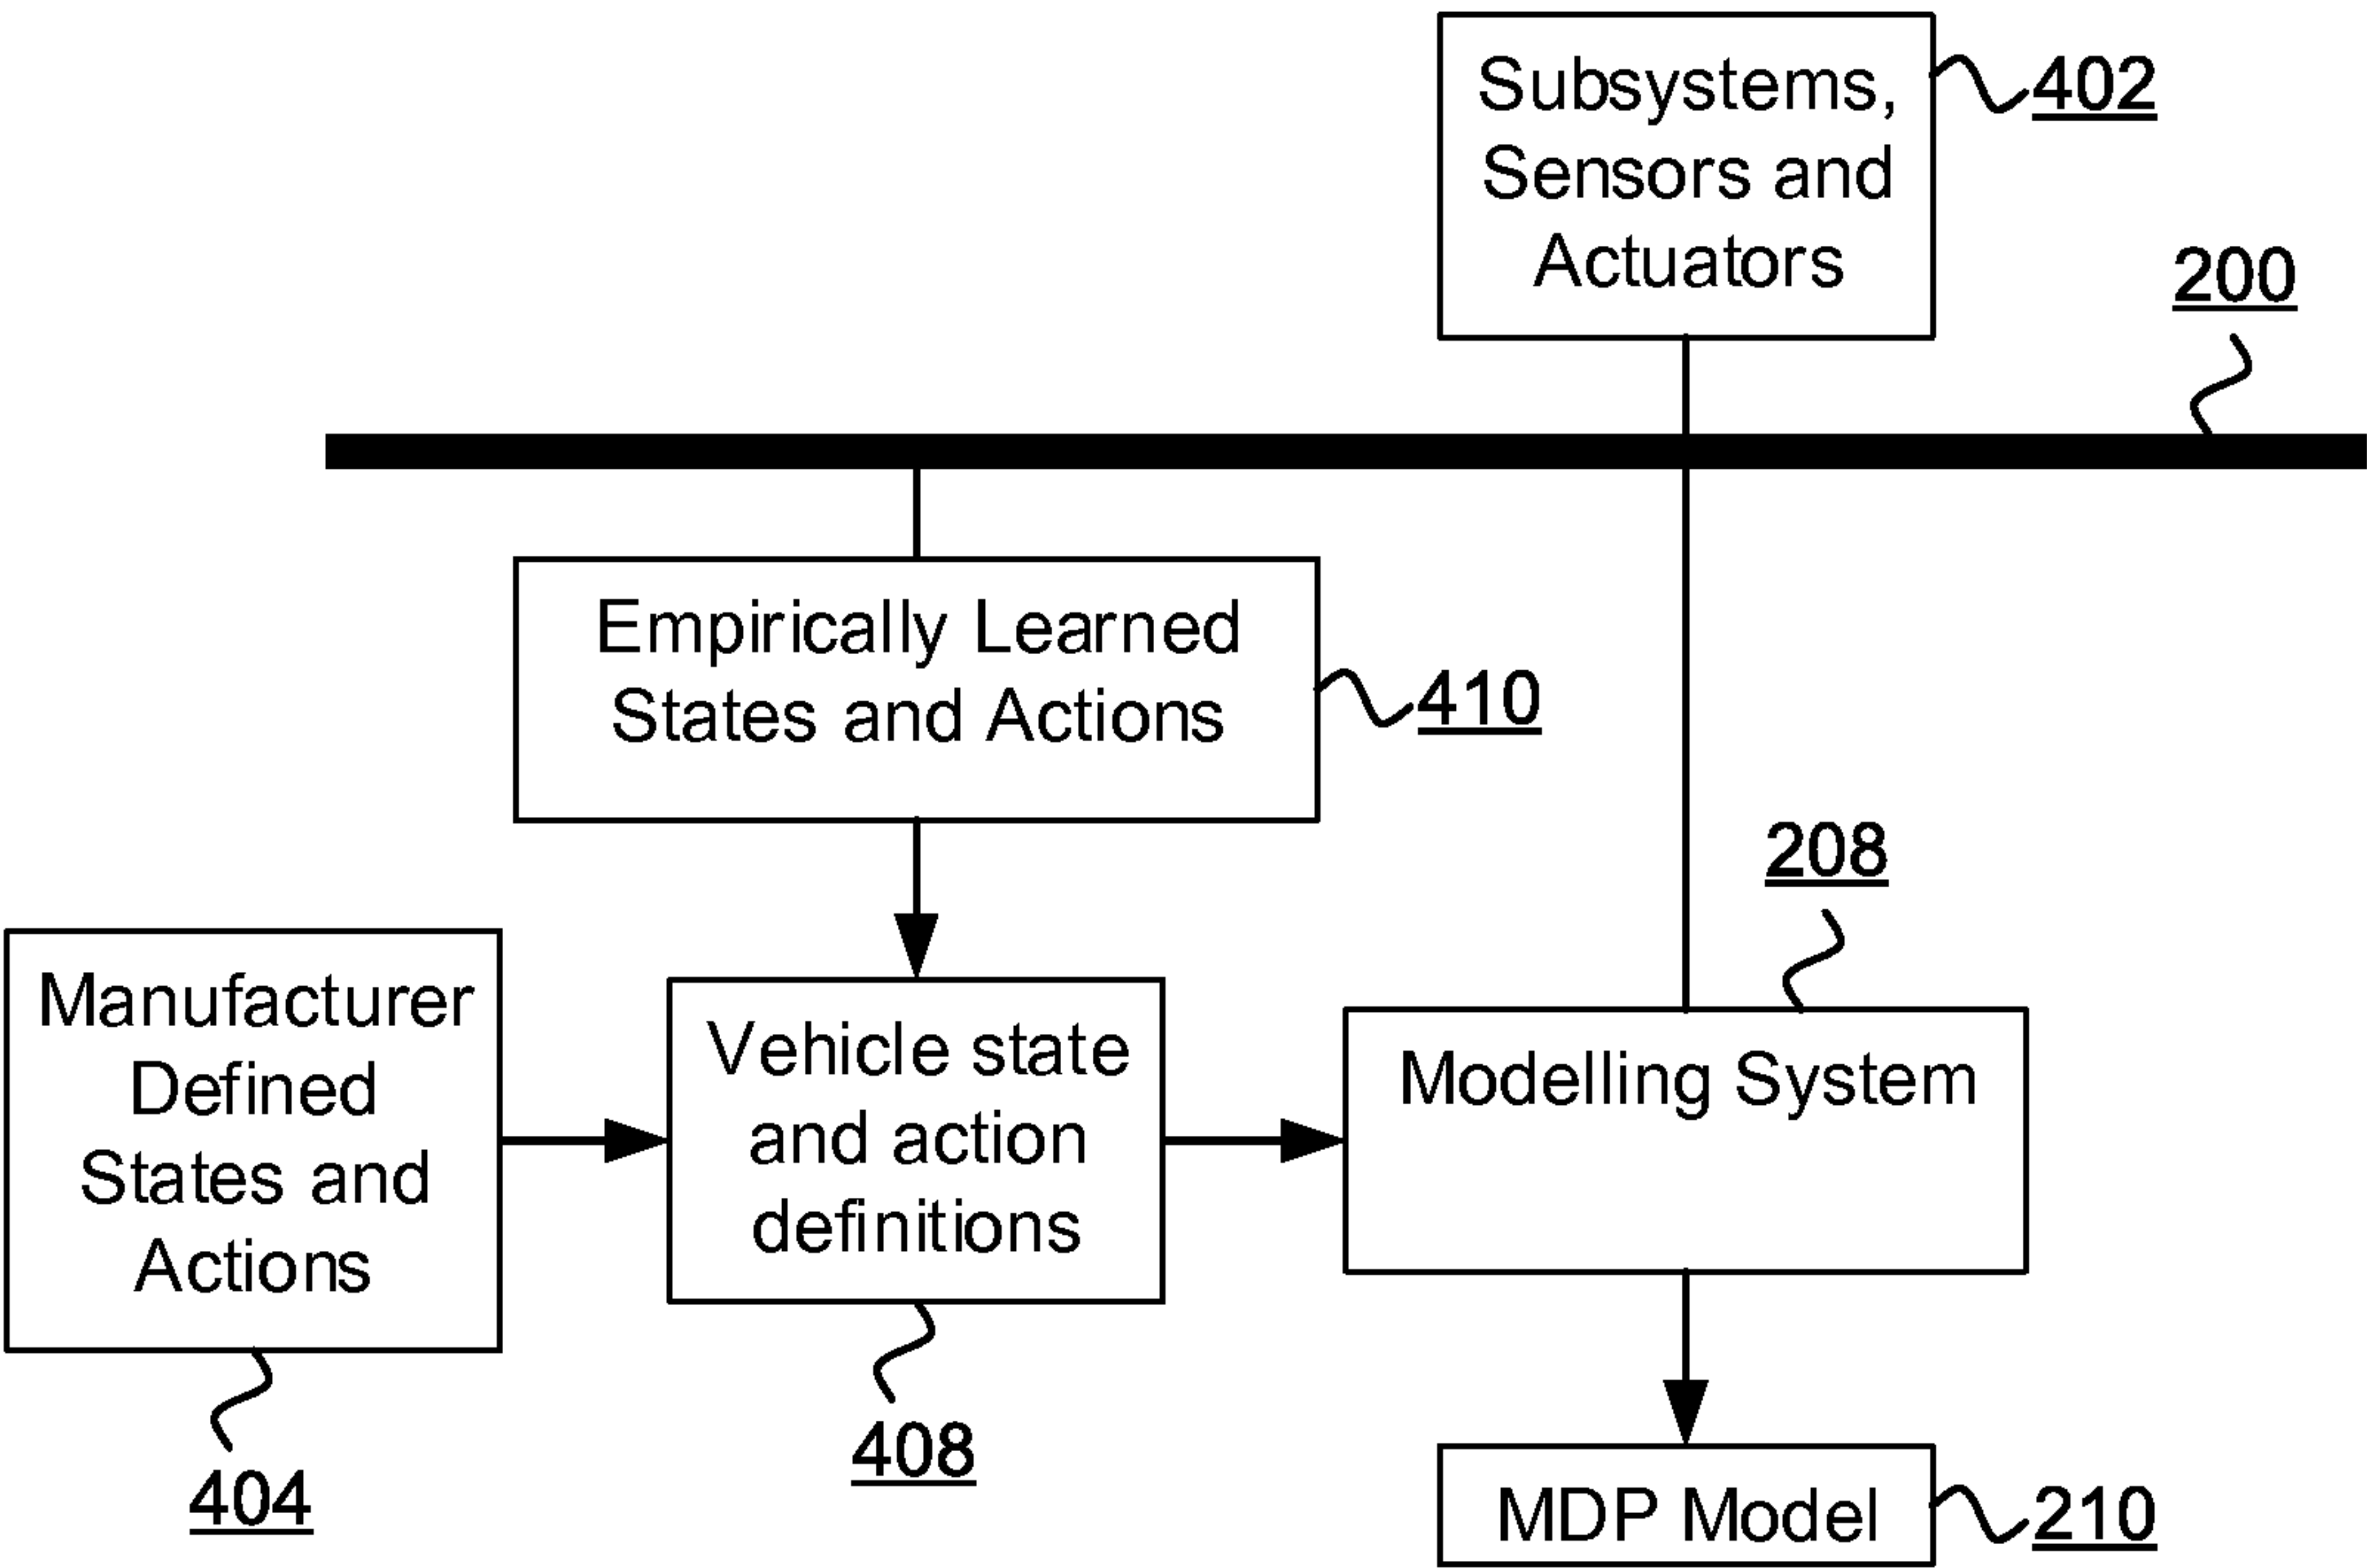 Subsystems,
Sensors and
Actuators
402
200
Empirically Learned
States and Actions
410
208
Manufacturer
Defined
States and
Actions
404
Vehicle state
and action
definitions
408
Modelling System
MDP Model
210